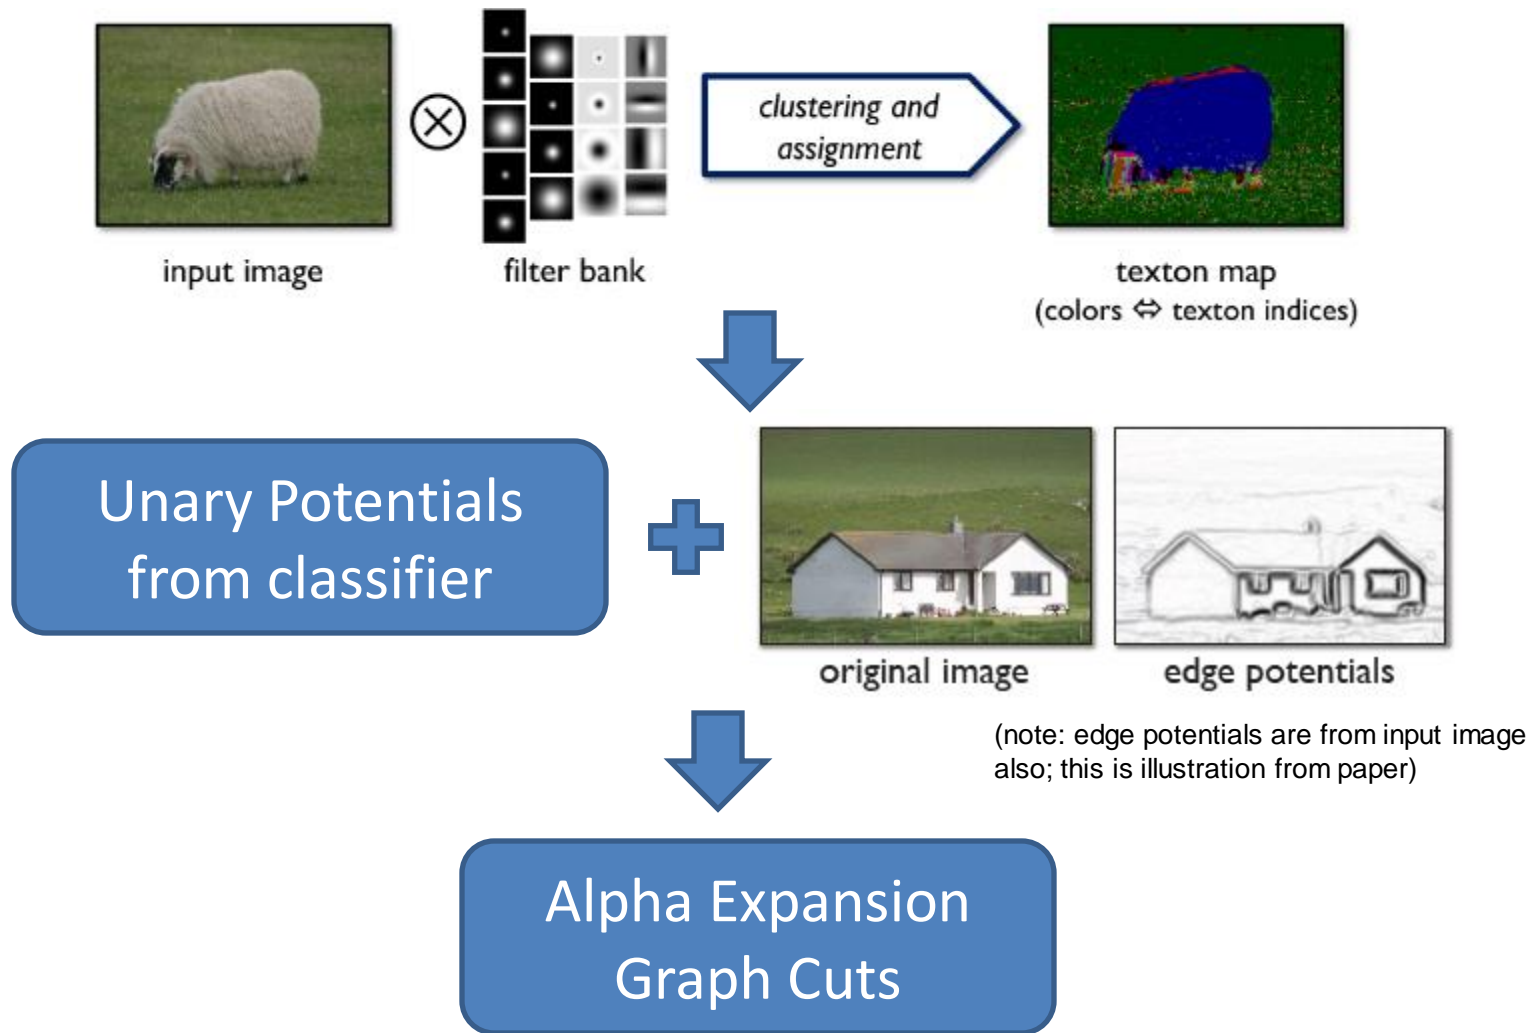 clustering and
assignment
input image
filter bank
texton map
(colors ⇔ texton indices)
Unary Potentials
from classifier
original image
edge potentials
(note: edge potentials are from input image
also; this is illustration from paper)
Alpha Expansion
Graph Cuts